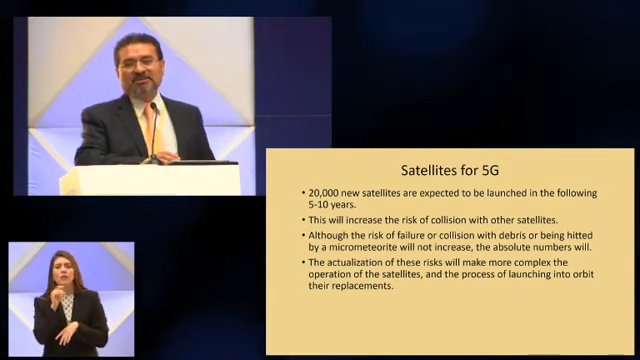 Satellites for 5G
• 20,000 new satellites are expected to be launched in the following
5-10 years.
• This will increase the risk of collision with other satellites.
• Although the risk of failure or collision with debris or being hitted
by a micrometeorite will not increase, the absolute numbers will.
• The actualization of these risks will make more complex the
operation of the satellites, and the process of launching into orbit
their replacements.